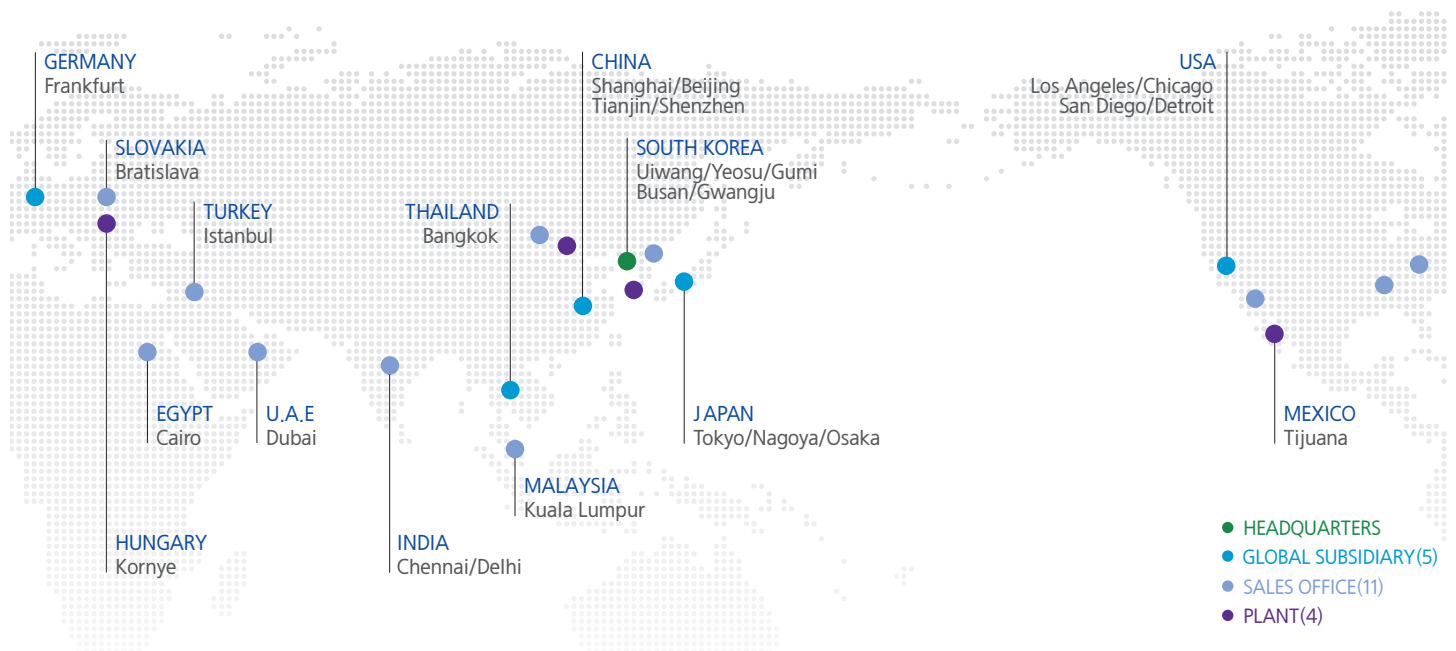 GERMANY
Frankfurt
CHINA
Shanghai/Beijing
Tianjin/Shenzhen
USA
Los Angeles/Chicago
San Diego/Detroit
SLOVAKIA
Bratislava
SOUTH KOREA
Uiwang/Yeosu/Gumi
Busan/Gwangju
TURKEY
Istanbul
THAILAND
Bangkok
EGYPT
Cairo
U.A.E
Dubai
JAPAN
Tokyo/Nagoya/Osaka
MEXICO
Tijuana
MALAYSIA
Kuala Lumpur
HUNGARY
Kornye
INDIA
Chennai/Delhi
HEADQUARTERS
GLOBAL SUBSIDIARY(5)
SALES OFFICE(11)
PLANT(4)